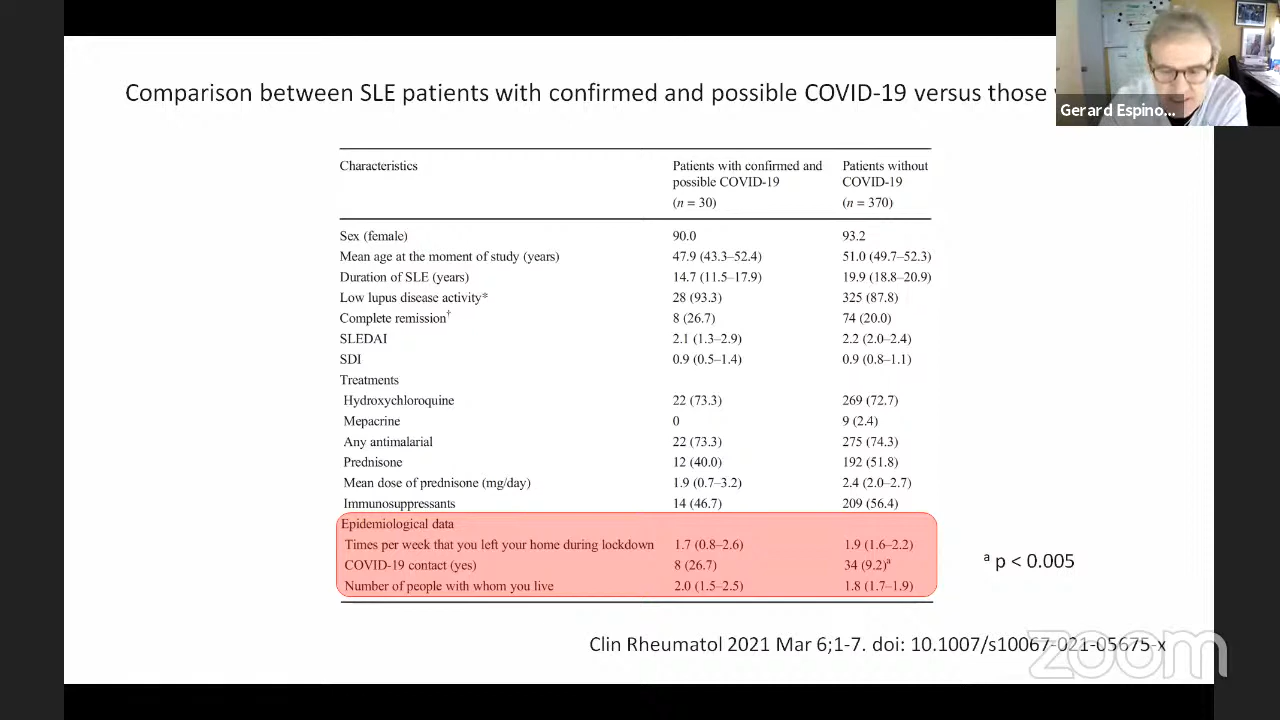 Comparison between SLE patients with confirmed and possible COVID-19 versus those
Gerard Espino...
Characteristics Patients with confirmed and possible COVID-19 (n = 30) Patients without COVID-19 (n = 370)
Sex (female) 90.0 93.2
Mean age at the moment of study (years) 47.9 (43.3–52.4) 51.0 (49.7–52.3)
Duration of SLE (years) 14.7 (11.5–17.9) 19.9 (18.8–20.9)
Low lupus disease activity* 28 (93.3) 325 (87.8)
Complete remission† 8 (26.7) 74 (20.0)
SLEDAI 2.1 (1.3–2.9) 2.2 (2.0–2.4)
SDI 0.9 (0.5–1.4) 0.9 (0.8–1.1)
Treatments
Hydroxychloroquine 22 (73.3) 269 (72.7)
Mepacrine 0 9 (2.4)
Any antimalarial 22 (73.3) 275 (74.3)
Prednisone 12 (40.0) 192 (51.8)
Mean dose of prednisone (mg/day) 1.9 (0.7–3.2) 2.4 (2.0–2.7)
Immunosuppressants 14 (46.7) 209 (56.4)
Epidemiological data
Times per week that you left your home during lockdown 1.7 (0.8–2.6) 1.9 (1.6–2.2)
COVID-19 contact (yes) 8 (26.7) 34 (9.2)a
Number of people with whom you live 2.0 (1.5–2.5) 1.8 (1.7–1.9)
a p < 0.005
Clin Rheumatol 2021 Mar 6;1-7. doi: 10.1007/s10067-021-05675-x
zoom